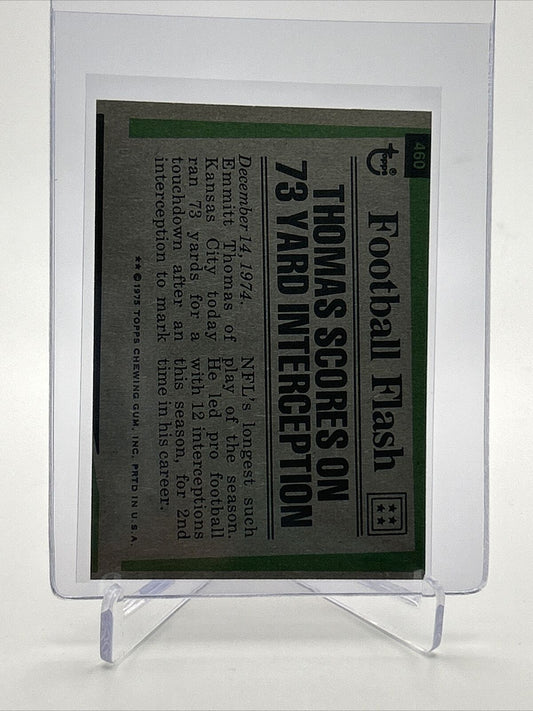 460
Topps®
Football Flash
THOMAS SCORES ON
73 YARD INTERCEPTION
December 14, 1974.
Emmitt Thomas of
Kansas City today
ran 73 yards for a
touchdown after an
interception to mark
NFL's longest such
play of the season.
He led pro football
with 12 interceptions
this season, for 2nd
time in his career.
★★ © 1975 TOPPS CHEWING GUM, INC. PRTD IN U.S.A.